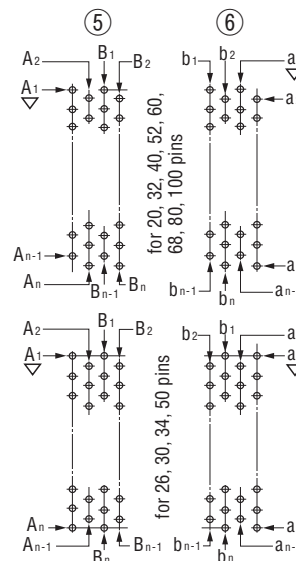 ⑤ ⑥
A2 B1 B2
A1
b1 b2 a
a
for 20, 32, 40, 52, 60,
68, 80, 100 pins
An-1
An Bn-1 Bn
a
bn-1 bn an-
A2 B1 B2
A1
b2 b1 a
a
for 26, 30, 34, 50 pins
An
An-1 Bn Bn-1
a
bn-1 bn an-